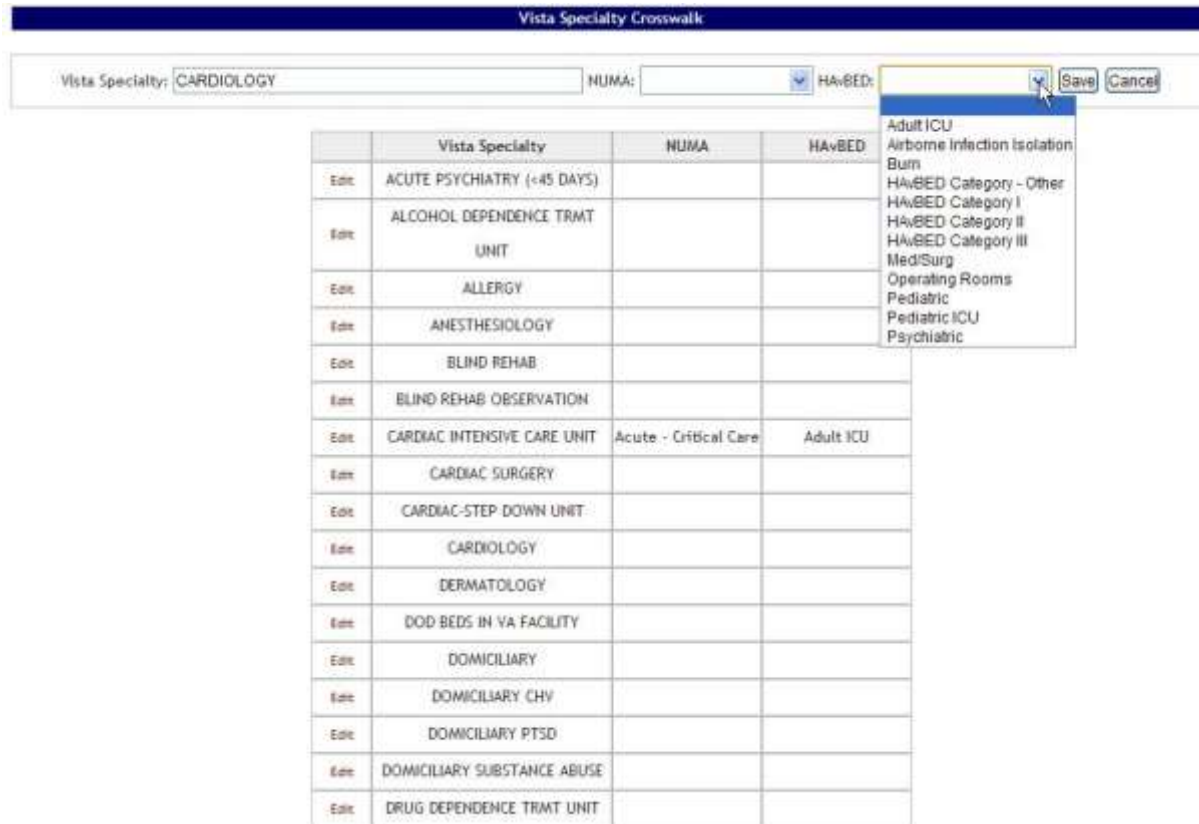 Vista Specialty Crosswalk
Vista Specialty: CARDIOLOGY NUMA: HAvBED: Save Cancel
Adult ICU
Airborne Infection Isolation
Burn
HAvBED Category - Other
HAvBED Category I
HAvBED Category II
HAvBED Category III
Med/Surg
Operating Rooms
Pediatric
Pediatric ICU
Psychiatric
Vista Specialty NUMA HAvBED
Edit ACUTE PSYCHIATRY (<45 DAYS)
Edit ALCOHOL DEPENDENCE TRMT
UNIT
Edit ALLERGY
Edit ANESTHESIOLOGY
Edit BLIND REHAB
Edit BLIND REHAB OBSERVATION
Edit CARDIAC INTENSIVE CARE UNIT Acute - Critical Care Adult ICU
Edit CARDIAC SURGERY
Edit CARDIAC-STEP DOWN UNIT
Edit CARDIOLOGY
Edit DERMATOLOGY
Edit DOD BEDS IN VA FACILITY
Edit DOMICILIARY
Edit DOMICILIARY CHV
Edit DOMICILIARY PTSD
Edit DOMICILIARY SUBSTANCE ABUSE
Edit DRUG DEPENDENCE TRMT UNIT